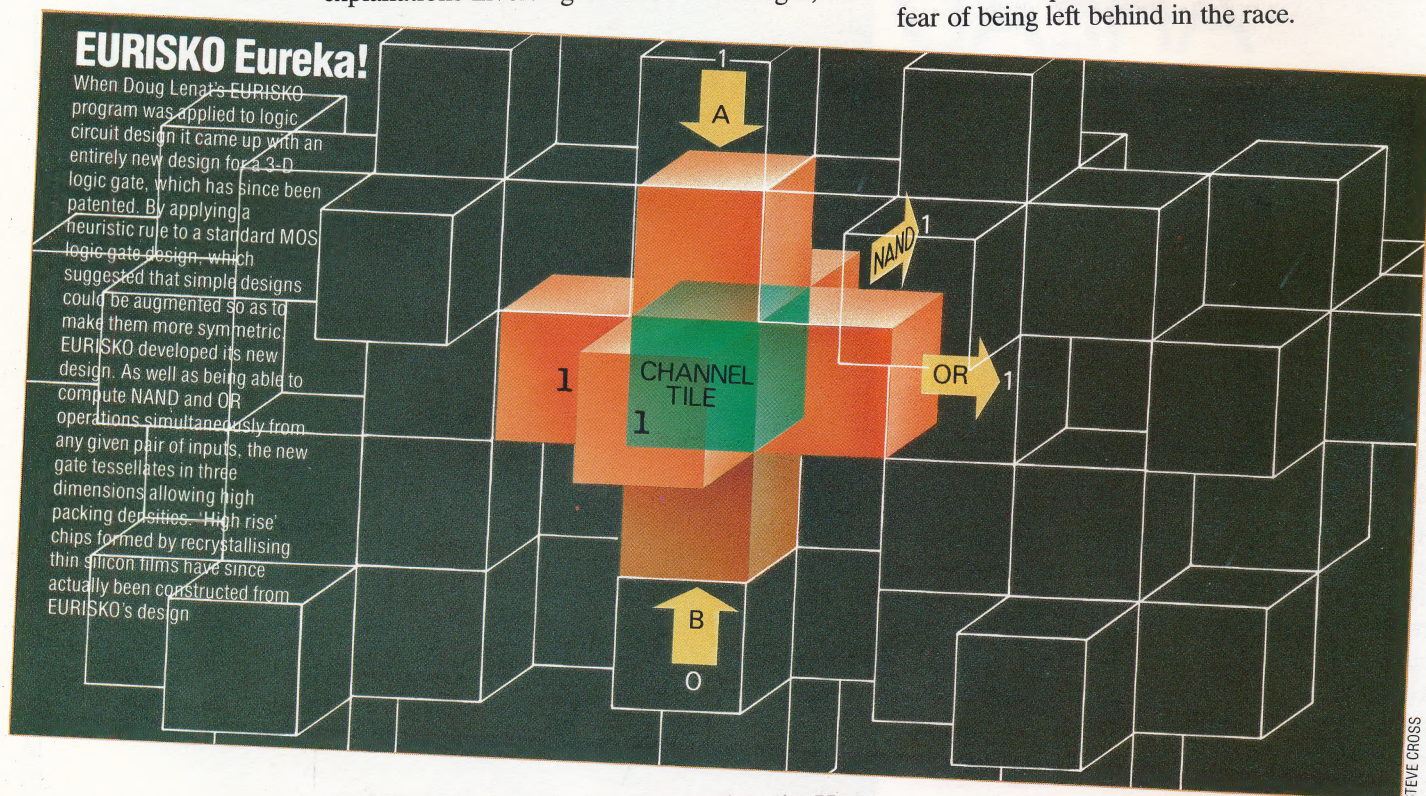 fear of being left behind in the race.
EURISKO Eureka!
When Doug Lenat's EURISKO
program was applied to logic
circuit design it came up with an
entirely new design for a 3-D
logic gate, which has since been
patented. By applying a
heuristic rule to a standard MOS
logic gate design, which
suggested that simple designs
could be augmented so as to
make them more symmetric
EURISKO developed its new
design. As well as being able to
compute NAND and OR
operations simultaneously from
any given pair of inputs, the new
gate tessellates in three
dimensions allowing high
packing densities. 'High rise'
chips formed by recrystallising
thin silicon films have since
actually been constructed from
EURISKO's design
1
A
NAND
1
1
CHANNEL
TILE
1
OR
1
B
0
STEVE CROSS